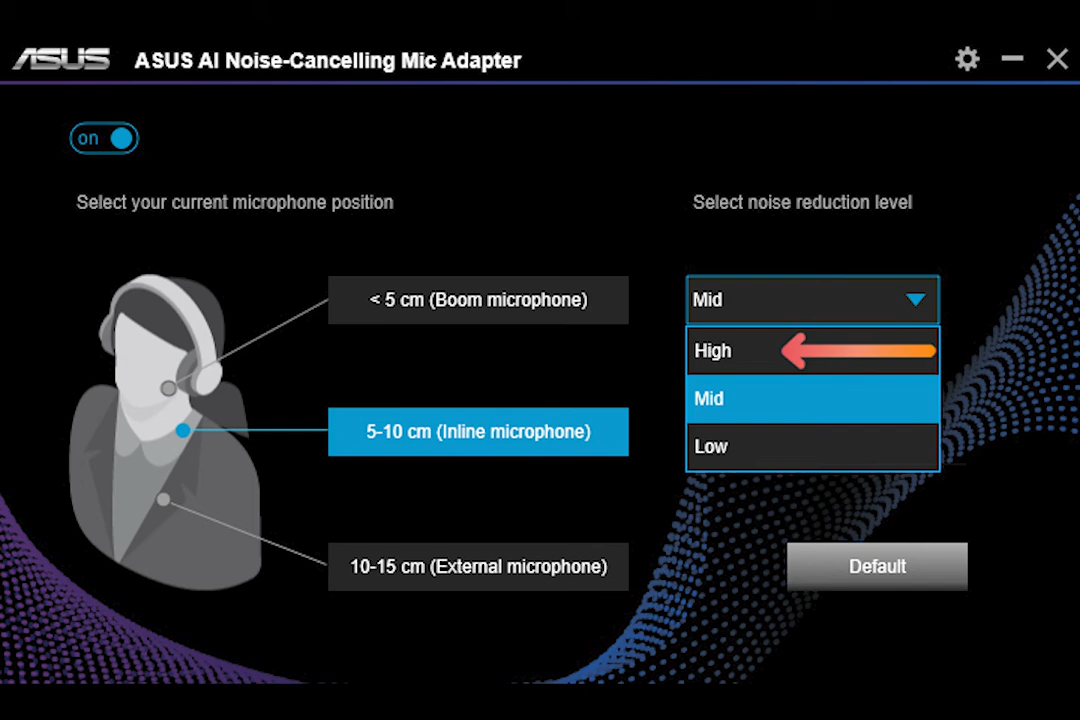 ASUS ASUS AI Noise-Cancelling Mic Adapter
on
Select your current microphone position
Select noise reduction level
< 5 cm (Boom microphone)
5-10 cm (Inline microphone)
10-15 cm (External microphone)
Mid
High
Mid
Low
Default